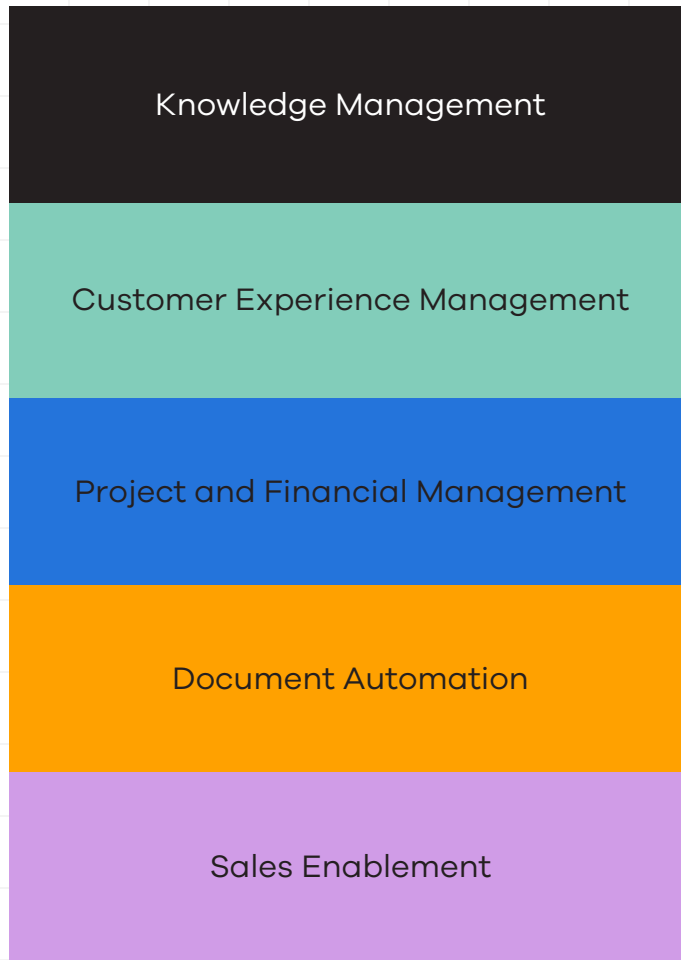 Knowledge Management
Customer Experience Management
Project and Financial Management
Document Automation
Sales Enablement